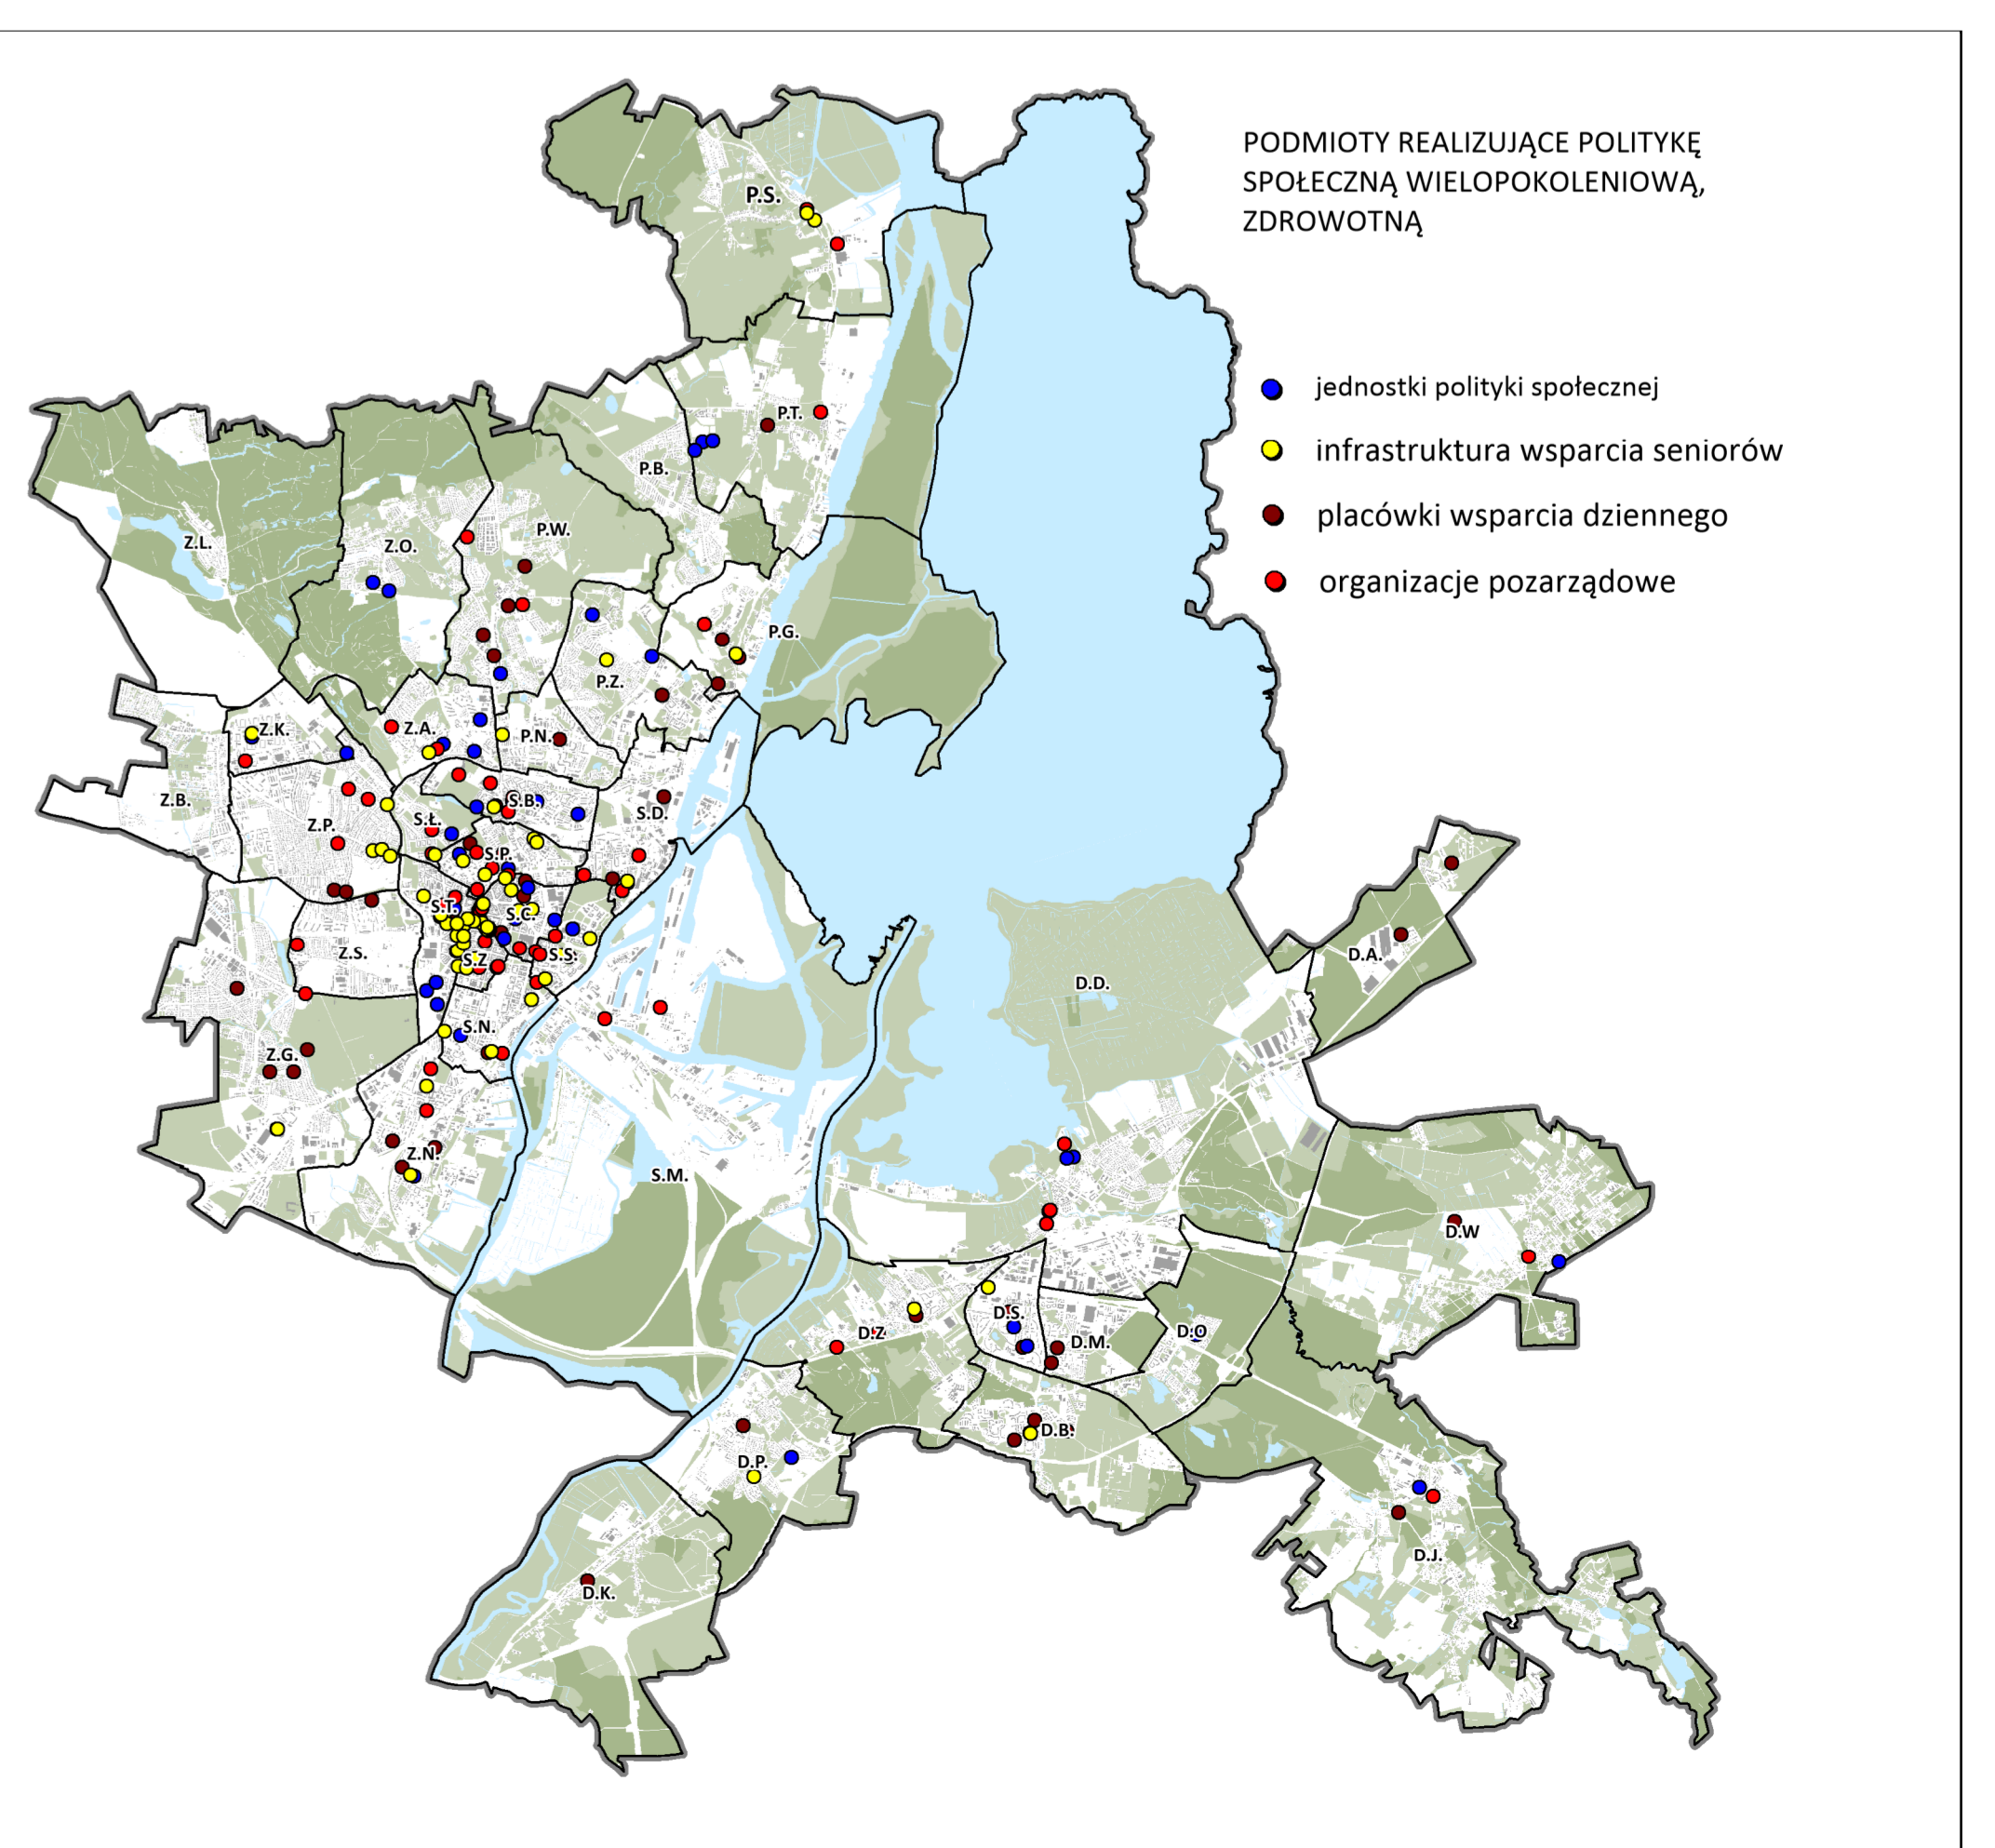 PODMIOTY REALIZUJĄCE POLITYKĘ
SPOŁECZNĄ WIELOPOKOLENIOWĄ,
ZDROWOTNĄ
jednostki polityki społecznej
infrastruktura wsparcia seniorów
placówki wsparcia dziennego
organizacje pozarządowe
P.S.
P.T.
P.B.
P.W.
Z.O.
Z.L.
P.G.
P.Z.
Z.K.
Z.A.
P.N.
Z.B.
S.B.
S.D.
S.Ł.
Z.P.
S.P.
S.T.
S.C.
Z.S.
S.Z
S.S.
D.A.
D.D.
S.N.
Z.G.
Z.N.
S.M.
D.W
D.S.
D.Z
D.M.
D.O
D.B.
D.P.
D.J.
D.K.